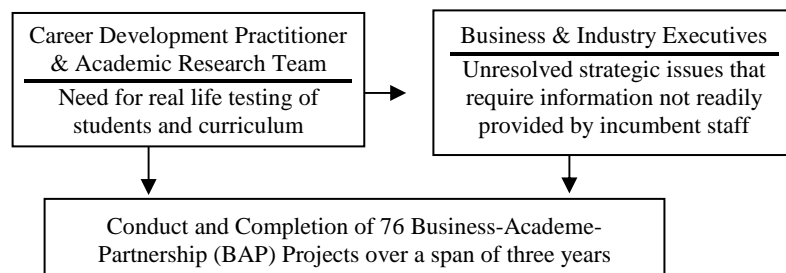 Career Development Practitioner
& Academic Research Team
Need for real life testing of
students and curriculum
Business & Industry Executives
Unresolved strategic issues that
require information not readily
provided by incumbent staff
Conduct and Completion of 76 Business-Academe-
Partnership (BAP) Projects over a span of three years